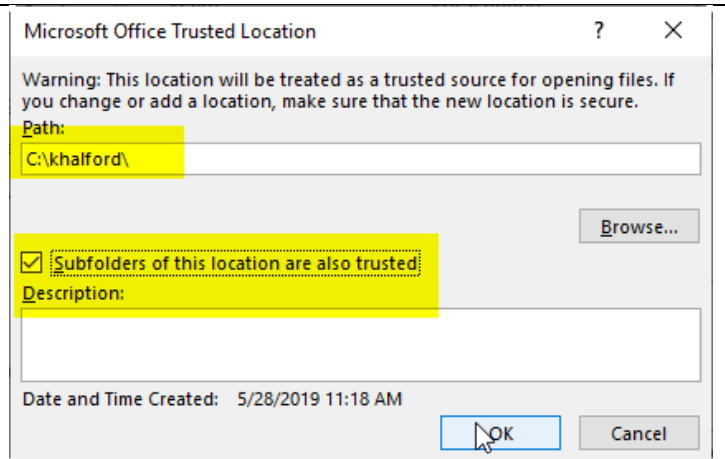 Microsoft Office Trusted Location ? ×
Warning: This location will be treated as a trusted source for opening files. If
you change or add a location, make sure that the new location is secure.
Path:
C:\khalford\
Browse...
Subfolders of this location are also trusted
Description:
Date and Time Created: 5/28/2019 11:18 AM
OK Cancel